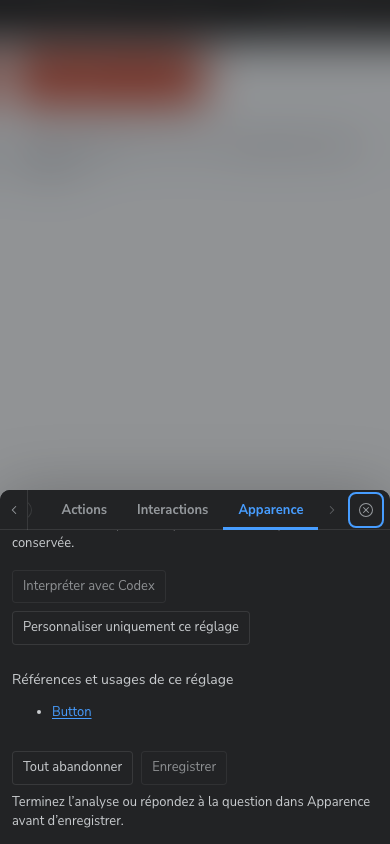 Actions Interactions Apparence
conservée.
Interpréter avec Codex
Personnaliser uniquement ce réglage
Références et usages de ce réglage
Button
Tout abandonner Enregistrer
Terminez l’analyse ou répondez à la question dans Apparence
avant d’enregistrer.